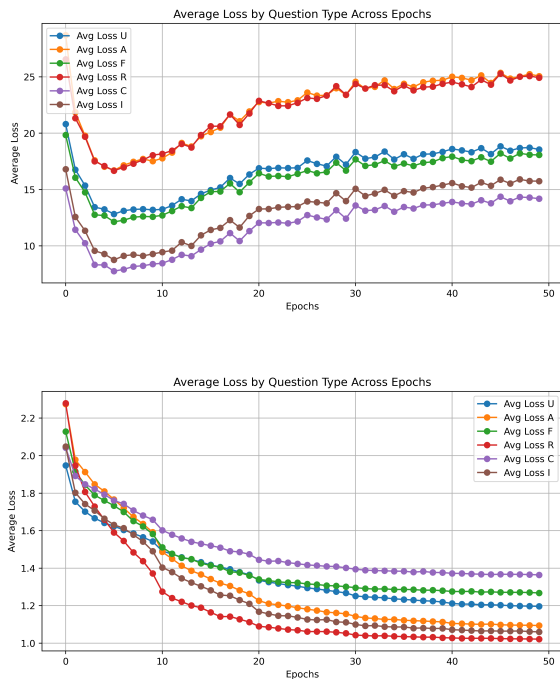 Average Loss by Question Type Across Epochs
Avg Loss U
Avg Loss A
Avg Loss F
Avg Loss R
Avg Loss C
Avg Loss I
Average Loss
25
20
15
10
0
10
20
30
40
50
Epochs
Average Loss by Question Type Across Epochs
Avg Loss U
Avg Loss A
Avg Loss F
Avg Loss R
Avg Loss C
Avg Loss I
Average Loss
2.2
2.0
1.8
1.6
1.4
1.2
1.0
0
10
20
30
40
50
Epochs